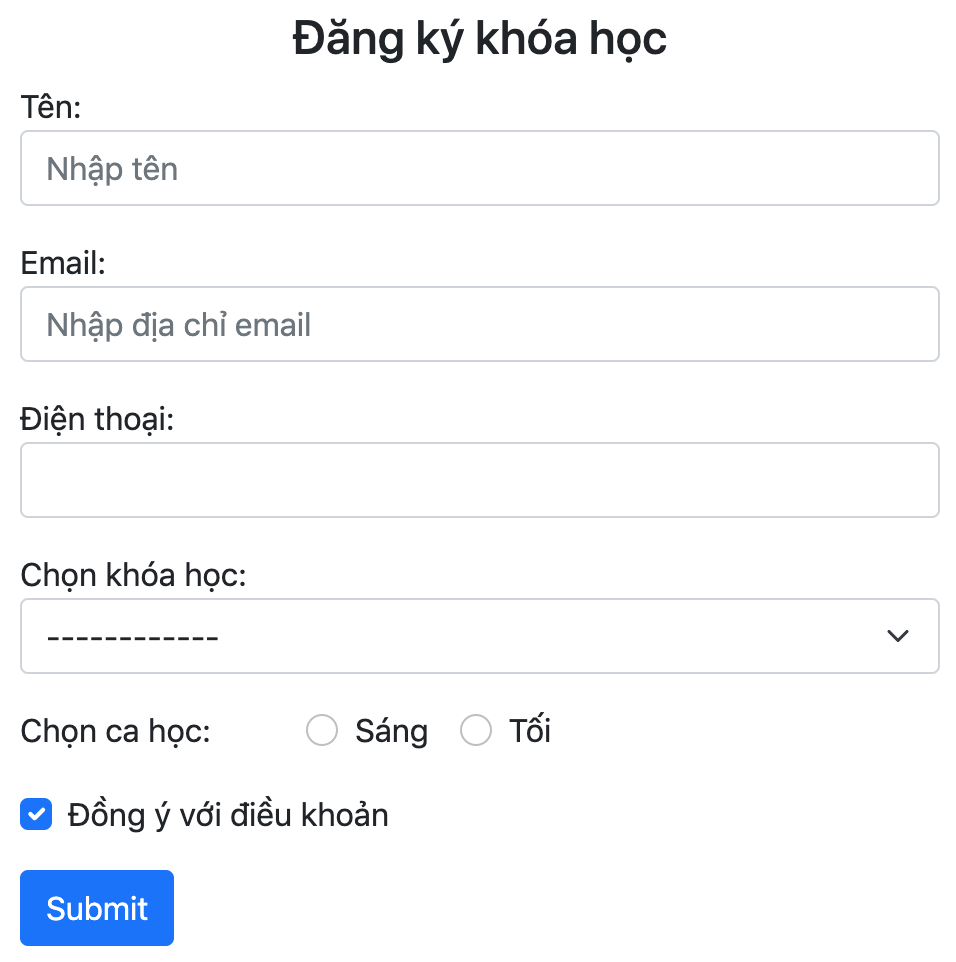 Đăng ký khóa học
Tên:
Nhập tên
Email:
Nhập địa chỉ email
Điện thoại:
Chọn khóa học:
------------
Chọn ca học: Sáng Tối
Đồng ý với điều khoản
Submit